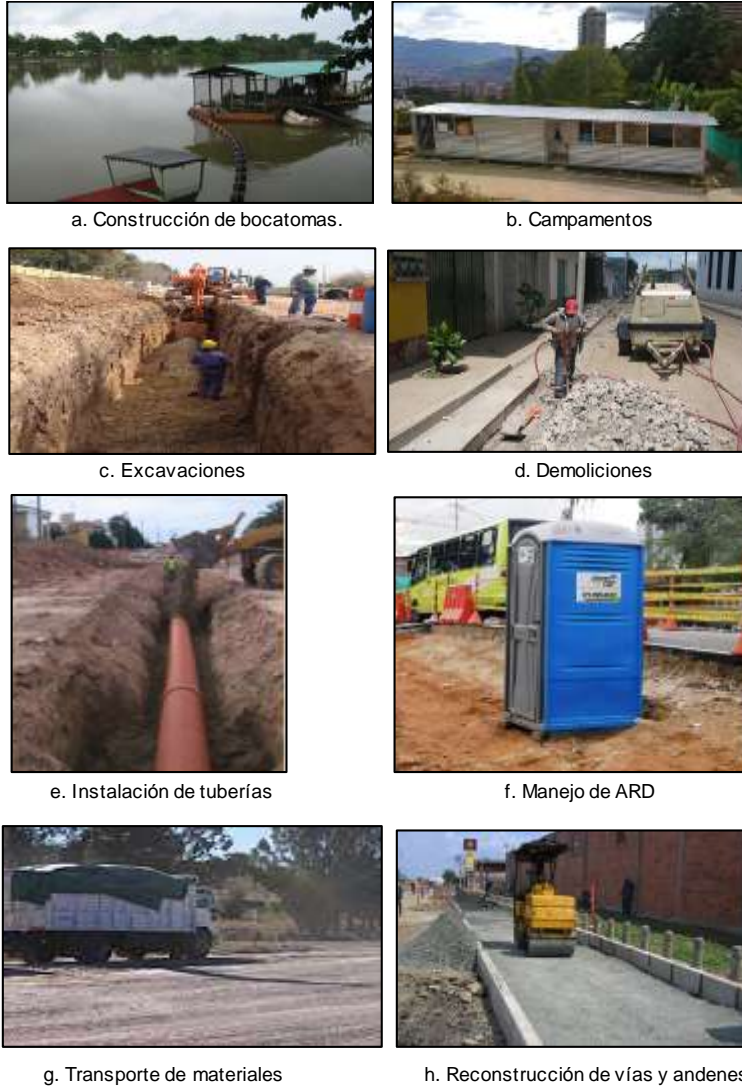 a. Construcción de bocatomas.
b. Campamentos
c. Excavaciones
d. Demoliciones
e. Instalación de tuberías
f. Manejo de ARD
g. Transporte de materiales
h. Reconstrucción de vías y andenes